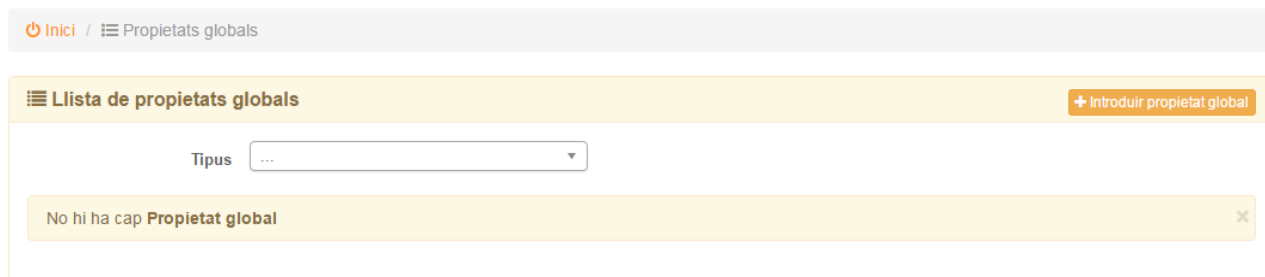 Inici / Propietats globals
Llista de propietats globals
Introduir propietat global
Tipus ...
No hi ha cap Propietat global